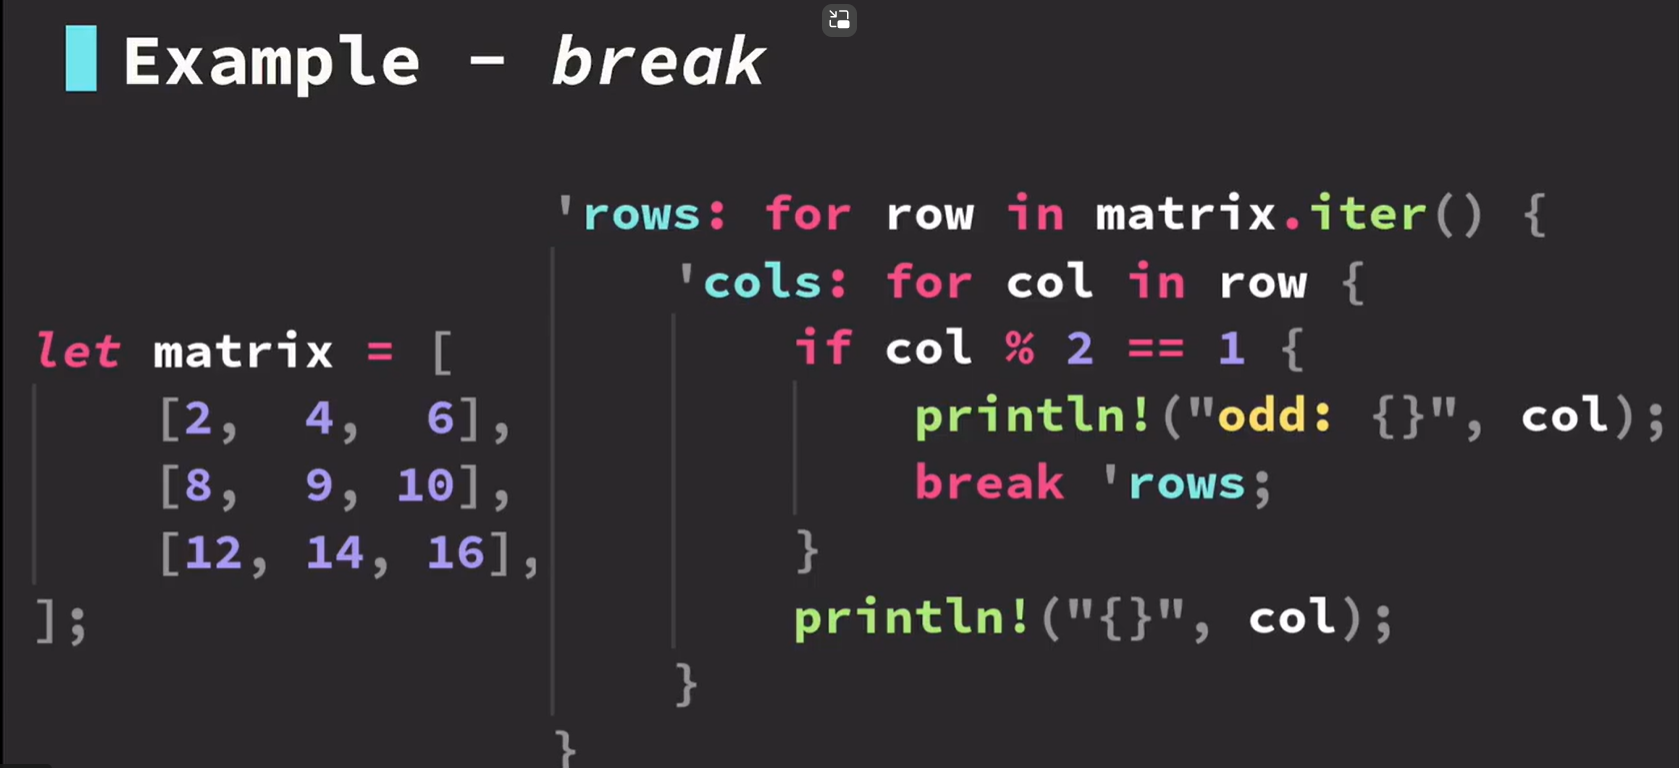 Example - break
let matrix = [
[2, 4, 6],
[8, 9, 10],
[12, 14, 16],
];
'rows: for row in matrix.iter() {
'cols: for col in row {
if col % 2 == 1 {
println!("odd: {}", col);
break 'rows;
}
println!("{}", col);
}
}